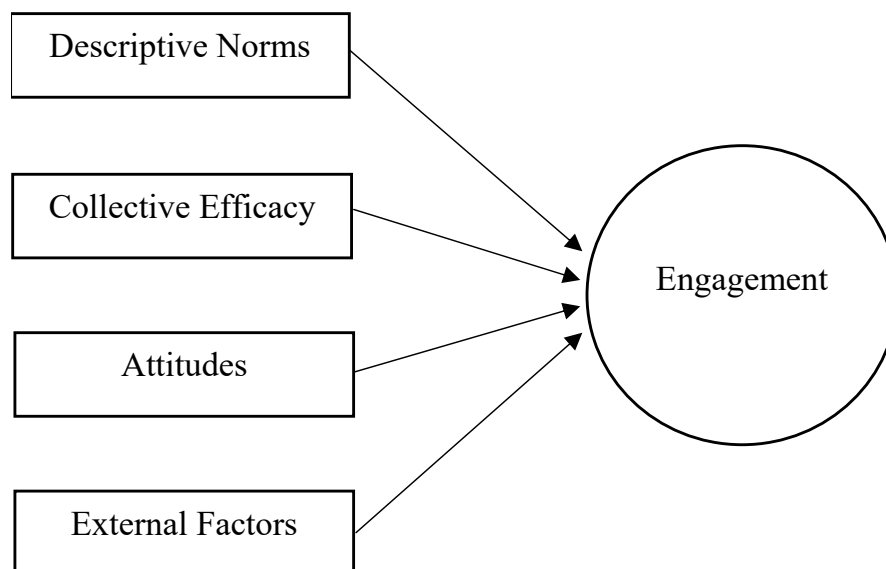 Descriptive Norms
Collective Efficacy
Engagement
Attitudes
External Factors